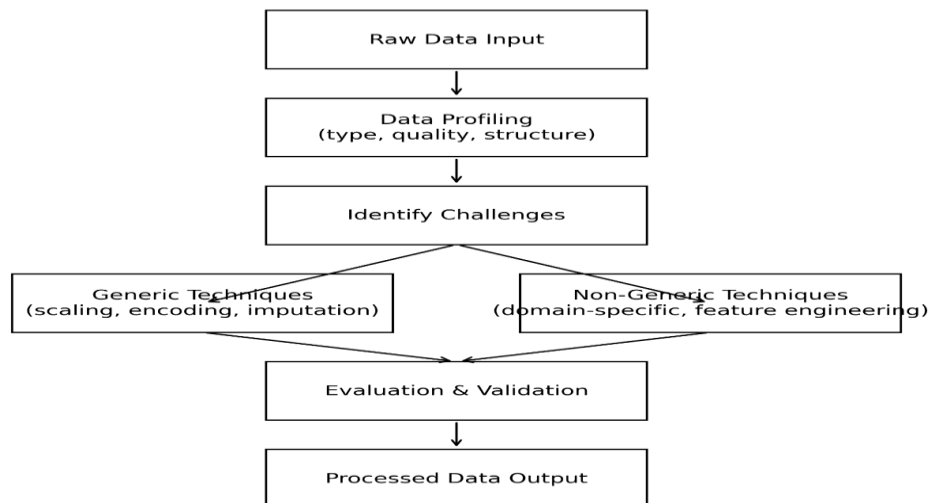 Raw Data Input
Data Profiling
(type, quality, structure)
Identify Challenges
Generic Techniques
(scaling, encoding, imputation)
Non-Generic Techniques
(domain-specific, feature engineering)
Evaluation & Validation
Processed Data Output